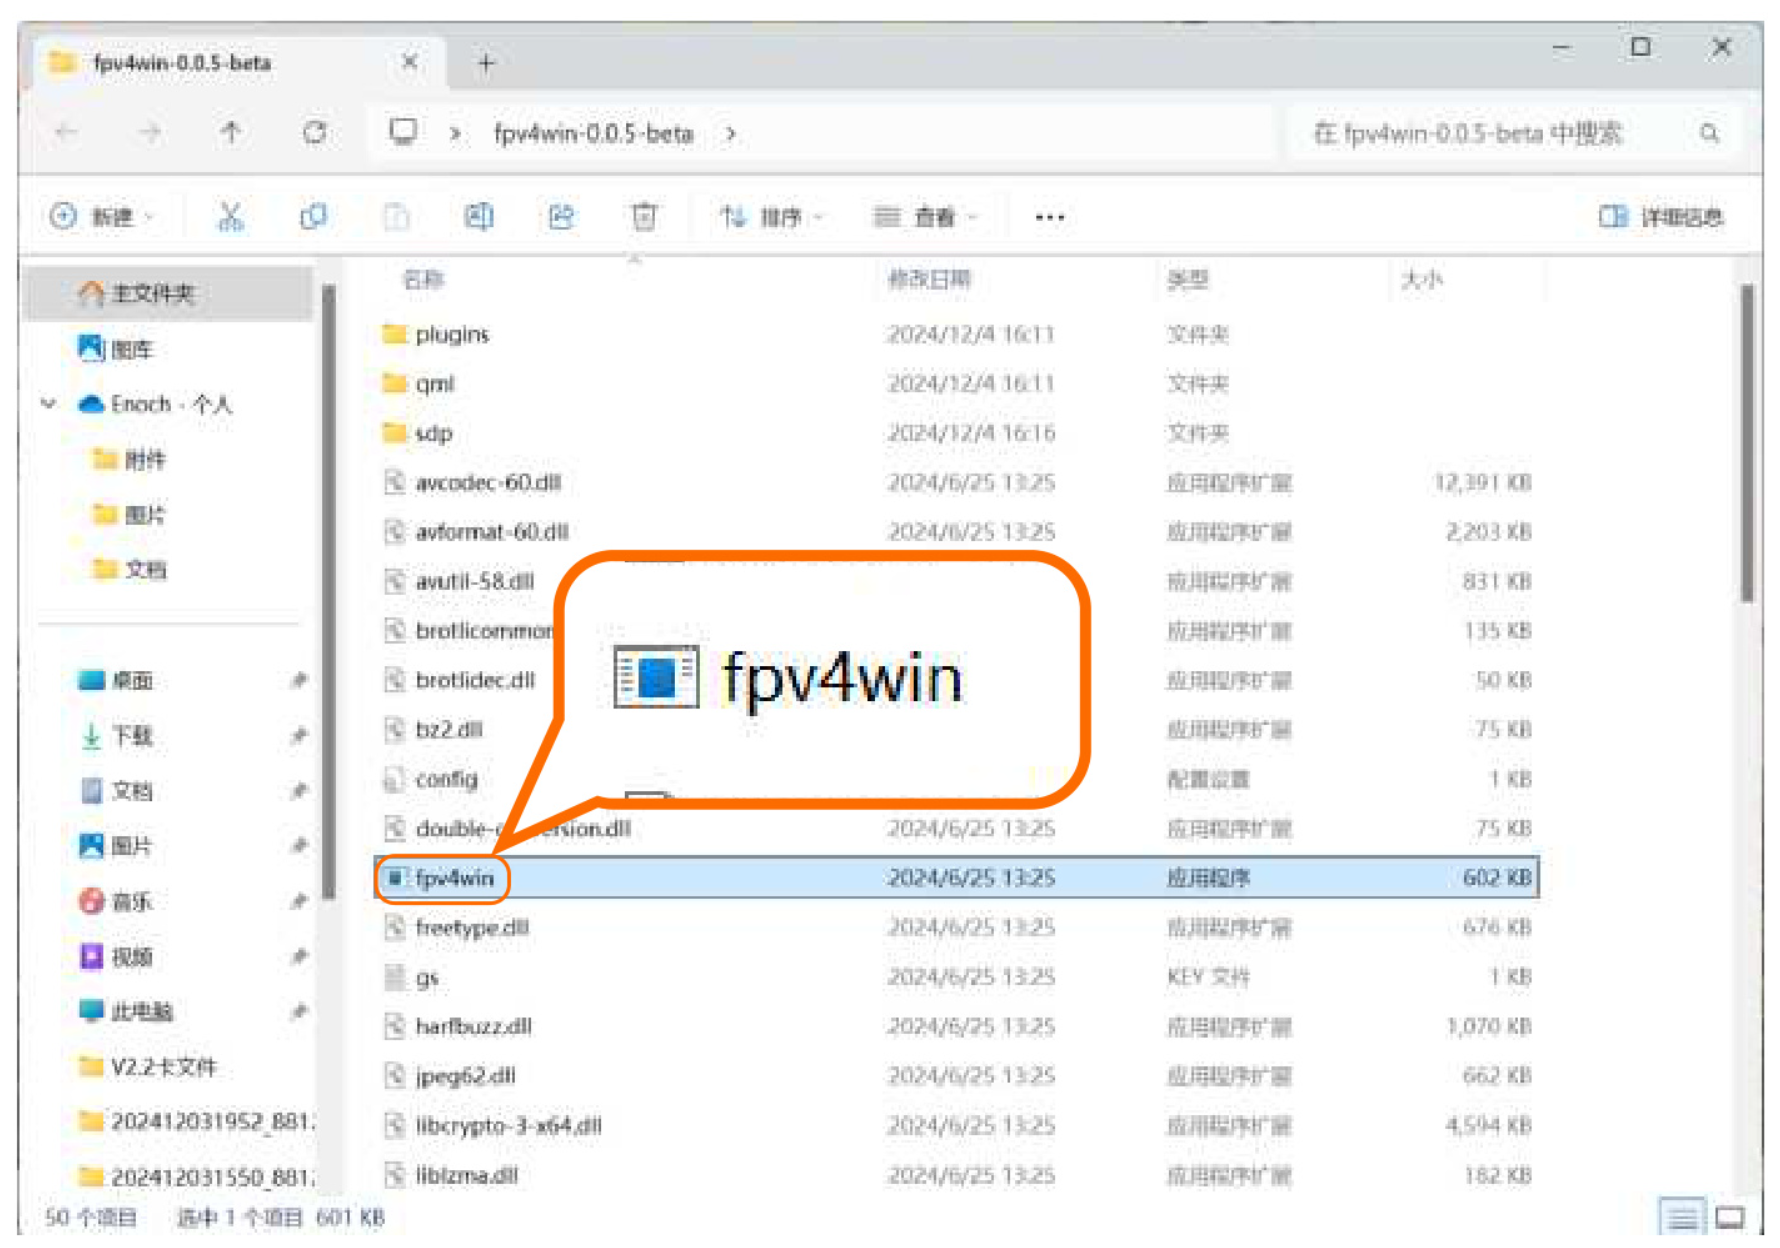 fpv4win-0.0.5-beta
fpv4win-0.0.5-beta
在 fpv4win-0.0.5-beta 中搜索
新建
排序
查看
详细信息
主文件夹
图库
Enoch - 个人
附件
图片
文档
桌面
下载
文档
图片
音乐
视频
此电脑
V2.2卡文件
202412031952_881
202412031550_881
名称 修改日期 类型 大小
plugins 2024/12/4 16:11 文件夹
qml 2024/12/4 16:11 文件夹
sdp 2024/12/4 16:16 文件夹
avcodec-60.dll 2024/6/25 13:25 应用程序扩展 12,391 KB
avformat-60.dll 2024/6/25 13:25 应用程序扩展 2,203 KB
avutil-58.dll 应用程序扩展 831 KB
brotlicommon 应用程序扩展 135 KB
brotlidec.dll 应用程序扩展 50 KB
bz2.dll 应用程序扩展 75 KB
config 配置设置 1 KB
fpv4win
double-c ersion.dll 2024/6/25 13:25 应用程序扩展 75 KB
fpv4win 2024/6/25 13:25 应用程序 602 KB
freetype.dll 2024/6/25 13:25 应用程序扩展 676 KB
gs 2024/6/25 13:25 KEY 文件 1 KB
harfbuzz.dll 2024/6/25 13:25 应用程序扩展 1,070 KB
jpeg62.dll 2024/6/25 13:25 应用程序扩展 662 KB
libcrypto-3-x64.dll 2024/6/25 13:25 应用程序扩展 4,594 KB
liblzma.dll 2024/6/25 13:25 应用程序扩展 182 KB
50 个项目 选中 1 个项目 601 KB